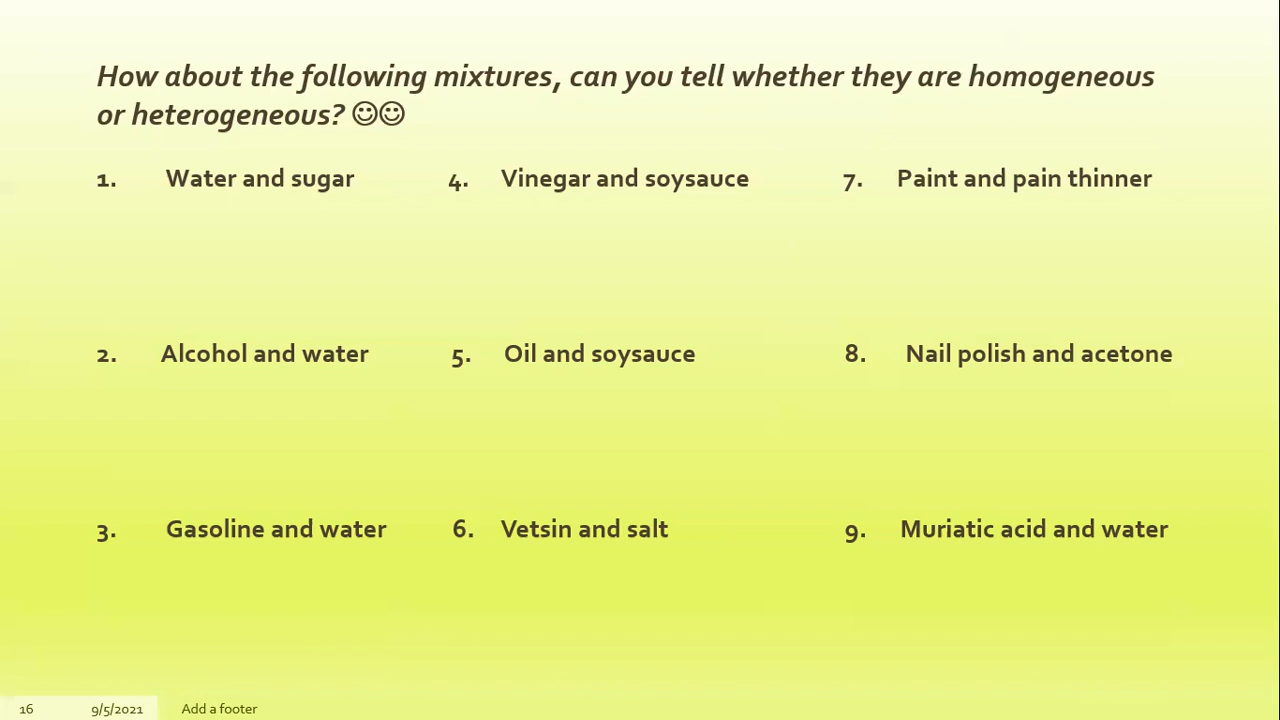 How about the following mixtures, can you tell whether they are homogeneous
or heterogeneous? ☺☺
1. Water and sugar
2. Alcohol and water
3. Gasoline and water
4. Vinegar and soysauce
5. Oil and soysauce
6. Vetsin and salt
7. Paint and pain thinner
8. Nail polish and acetone
9. Muriatic acid and water
16 9/5/2021 Add a footer